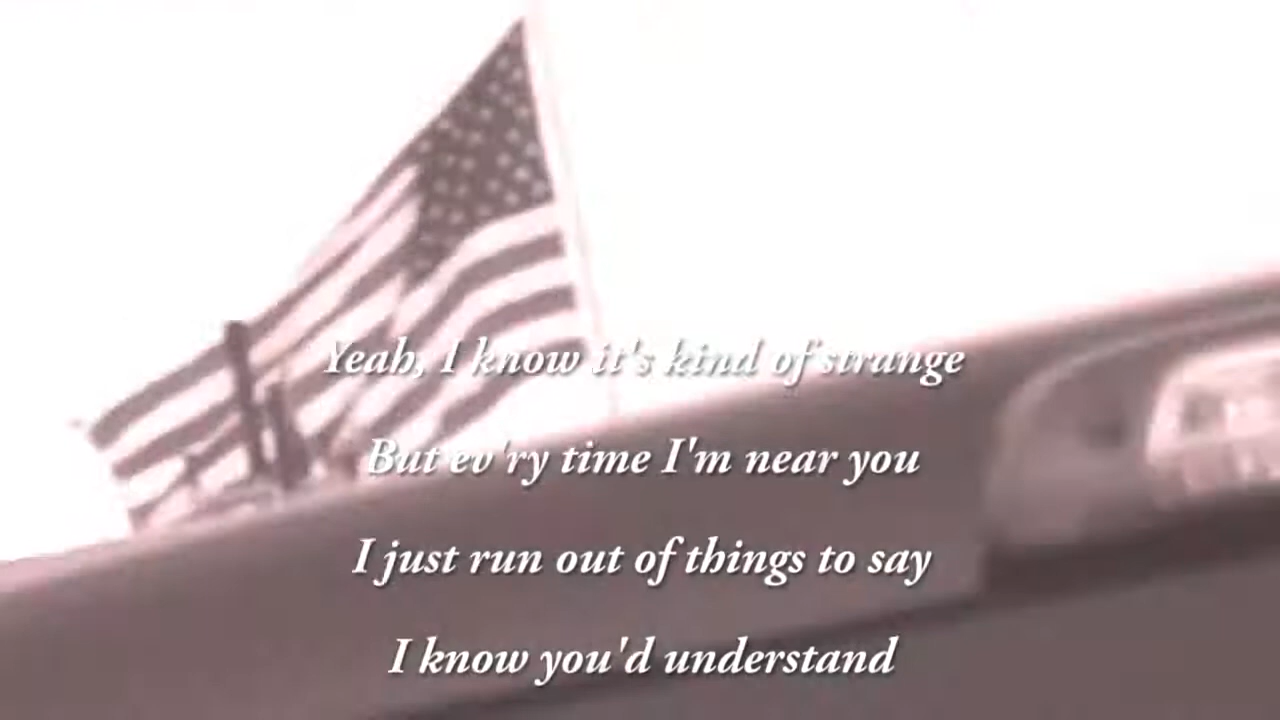 Yeah, I know it's kind of strange
But ev'ry time I'm near you
I just run out of things to say
I know you'd understand